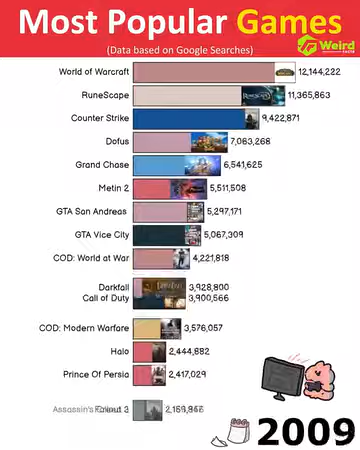 Most Popular Games
(Data based on Google Searches)
Weird
World of Warcraft 12,144,222
RuneScape 11,365,863
Counter Strike 9,422,871
Dofus 7,063,268
Grand Chase 6,541,625
Metin 2 5,511,508
GTA San Andreas 5,297,171
GTA Vice City 5,067,309
COD: World at War 4,221,818
Darkfall 3,928,800
Call of Duty 3,900,566
COD: Modern Warfare 3,576,057
Halo 2,444,882
Prince Of Persia 2,417,029
2009